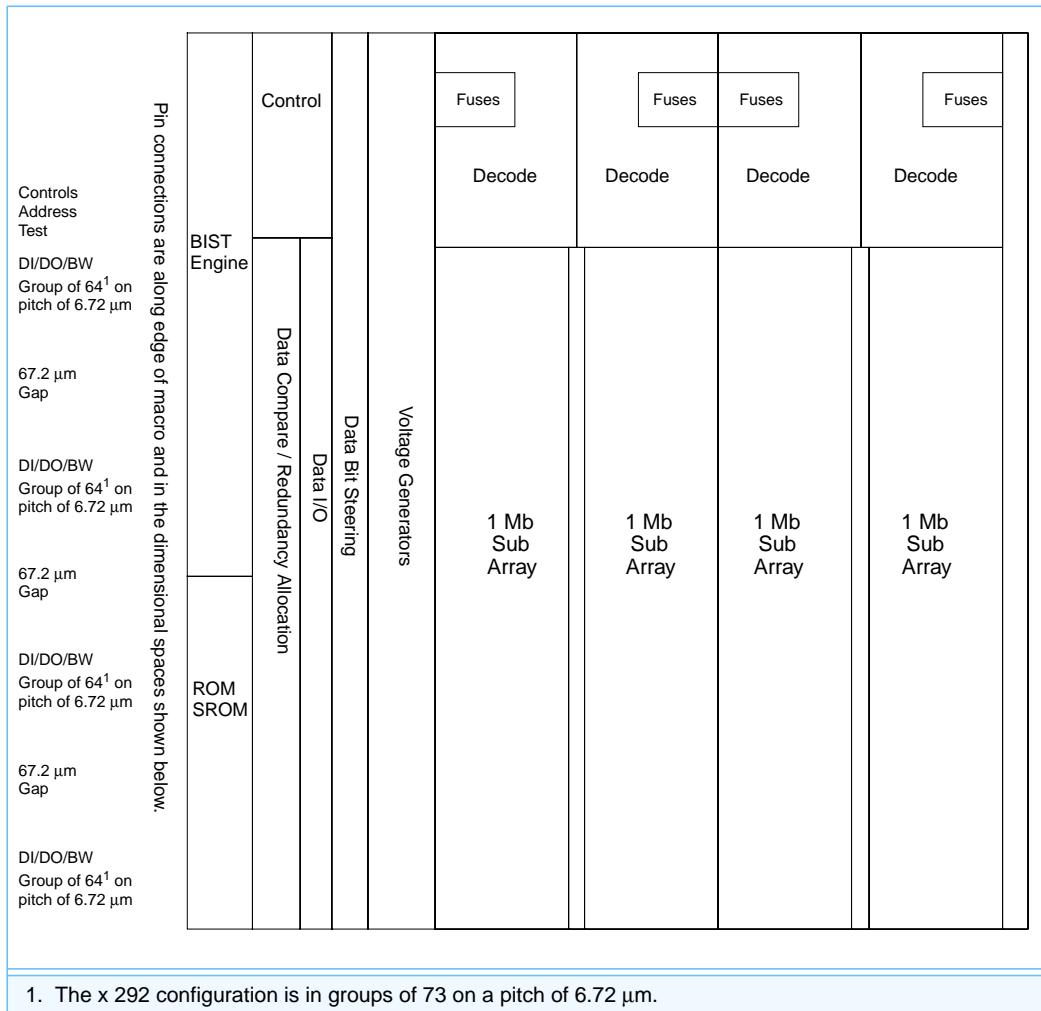 Controls
Address
Test
DI/DO/BW
Group of 64¹ on
pitch of 6.72 μm
67.2 μm
Gap
DI/DO/BW
Group of 64¹ on
pitch of 6.72 μm
67.2 μm
Gap
DI/DO/BW
Group of 64¹ on
pitch of 6.72 μm
67.2 μm
Gap
DI/DO/BW
Group of 64¹ on
pitch of 6.72 μm
Pin connections are along edge of macro and in the dimensional spaces shown below.
BIST
Engine
ROM
SROM
Control
Data Compare / Redundancy Allocation
Data I/O
Data Bit Steering
Voltage Generators
Fuses
Fuses
Fuses
Fuses
Decode
Decode
Decode
Decode
1 Mb
Sub
Array
1 Mb
Sub
Array
1 Mb
Sub
Array
1 Mb
Sub
Array
1. The x 292 configuration is in groups of 73 on a pitch of 6.72 μm.